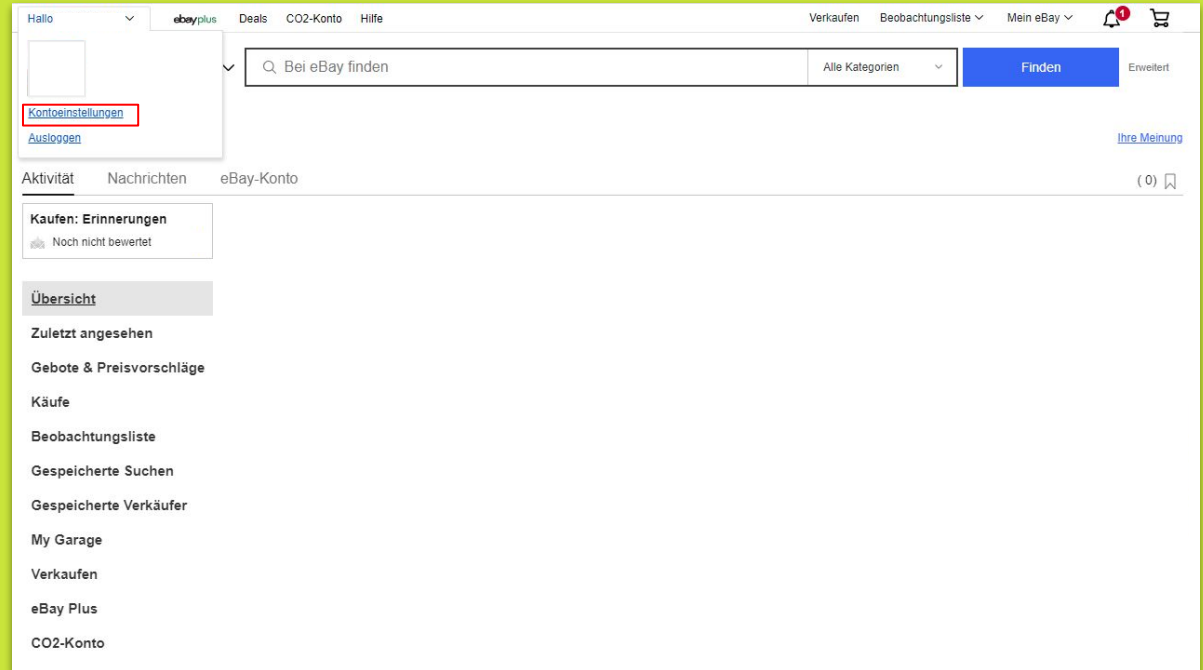 Hallo ebayplus Deals CO2-Konto Hilfe Verkaufen Beobachtungsliste Mein eBay 1
Bei eBay finden Alle Kategorien Finden Erweitert
Kontoeinstellungen
Ausloggen Ihre Meinung
Aktivität Nachrichten eBay-Konto ( 0)
Kaufen: Erinnerungen
Noch nicht bewertet
Übersicht
Zuletzt angesehen
Gebote & Preisvorschläge
Käufe
Beobachtungsliste
Gespeicherte Suchen
Gespeicherte Verkäufer
My Garage
Verkaufen
eBay Plus
CO2-Konto